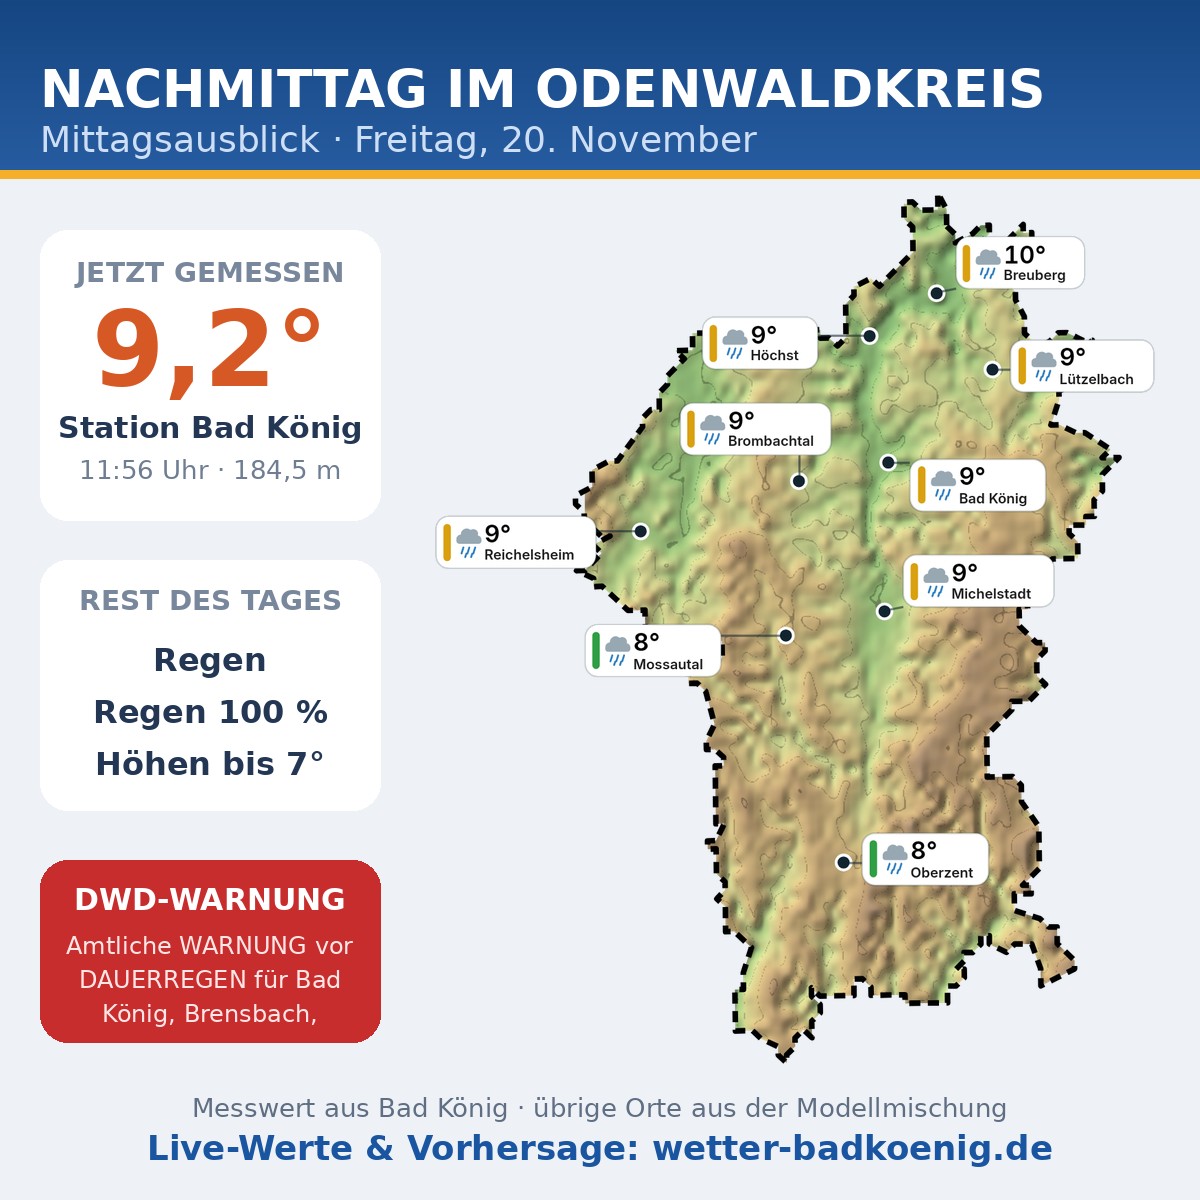 NACHMITTAG IM ODENWALDKREIS
Mittagsausblick · Freitag, 20. November
JETZT GEMESSEN
9,2°
Station Bad König
11:56 Uhr · 184,5 m
REST DES TAGES
Regen
Regen 100 %
Höhen bis 7°
DWD-WARNUNG
Amtliche WARNUNG vor
DAUERREGEN für Bad
König, Brensbach,
10°
Breuberg
9°
Höchst
9°
Lützelbach
9°
Brombachtal
9°
Bad König
9°
Reichelsheim
9°
Michelstadt
8°
Mossautal
8°
Oberzent
Messwert aus Bad König · übrige Orte aus der Modellmischung
Live-Werte & Vorhersage: wetter-badkoenig.de